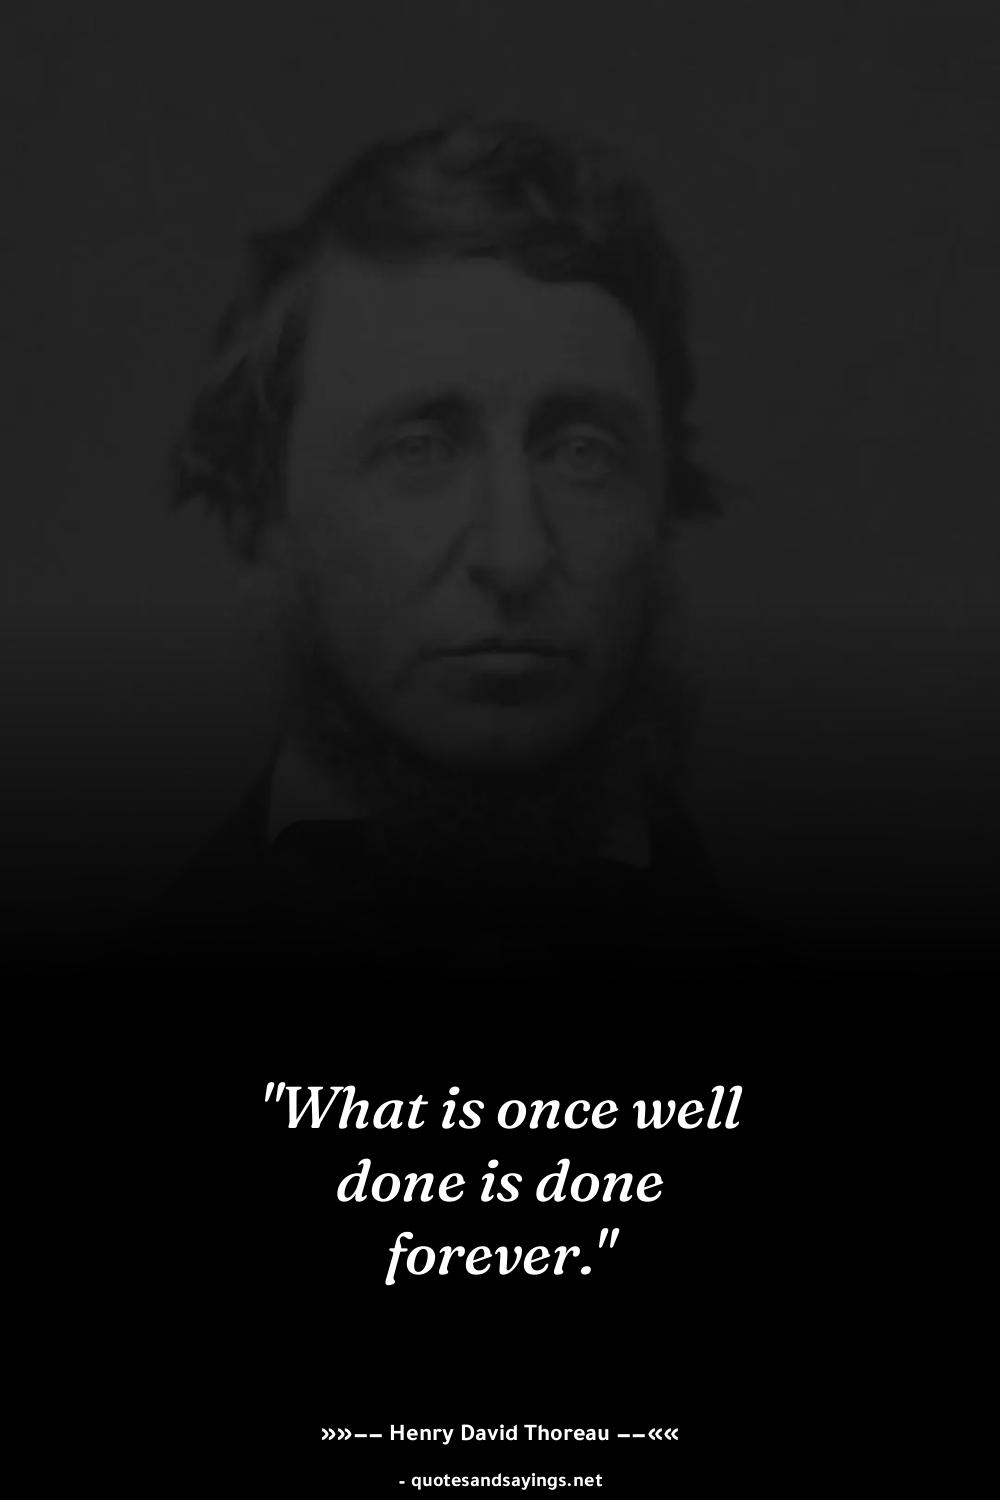 "What is once well
done is done
forever."
»»−− Henry David Thoreau −−««
- quotesandsayings.net